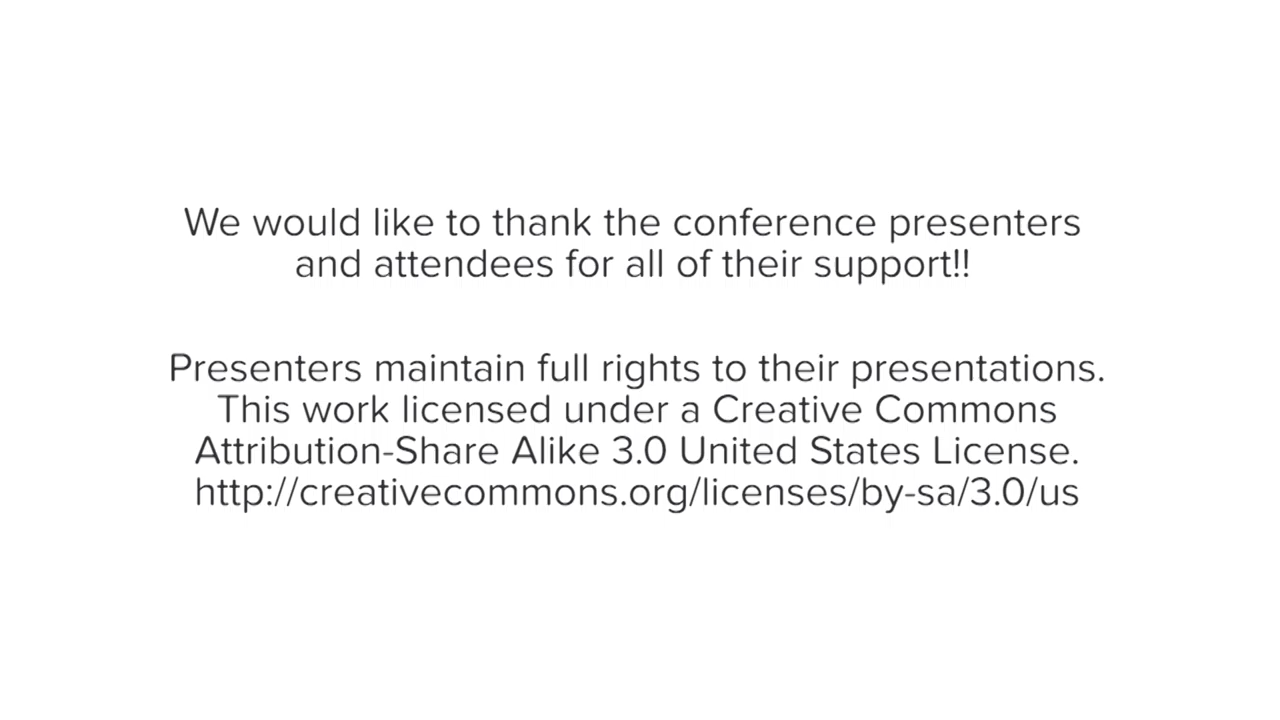 We would like to thank the conference presenters
and attendees for all of their support!!
Presenters maintain full rights to their presentations.
This work licensed under a Creative Commons
Attribution-Share Alike 3.0 United States License.
http://creativecommons.org/licenses/by-sa/3.0/us